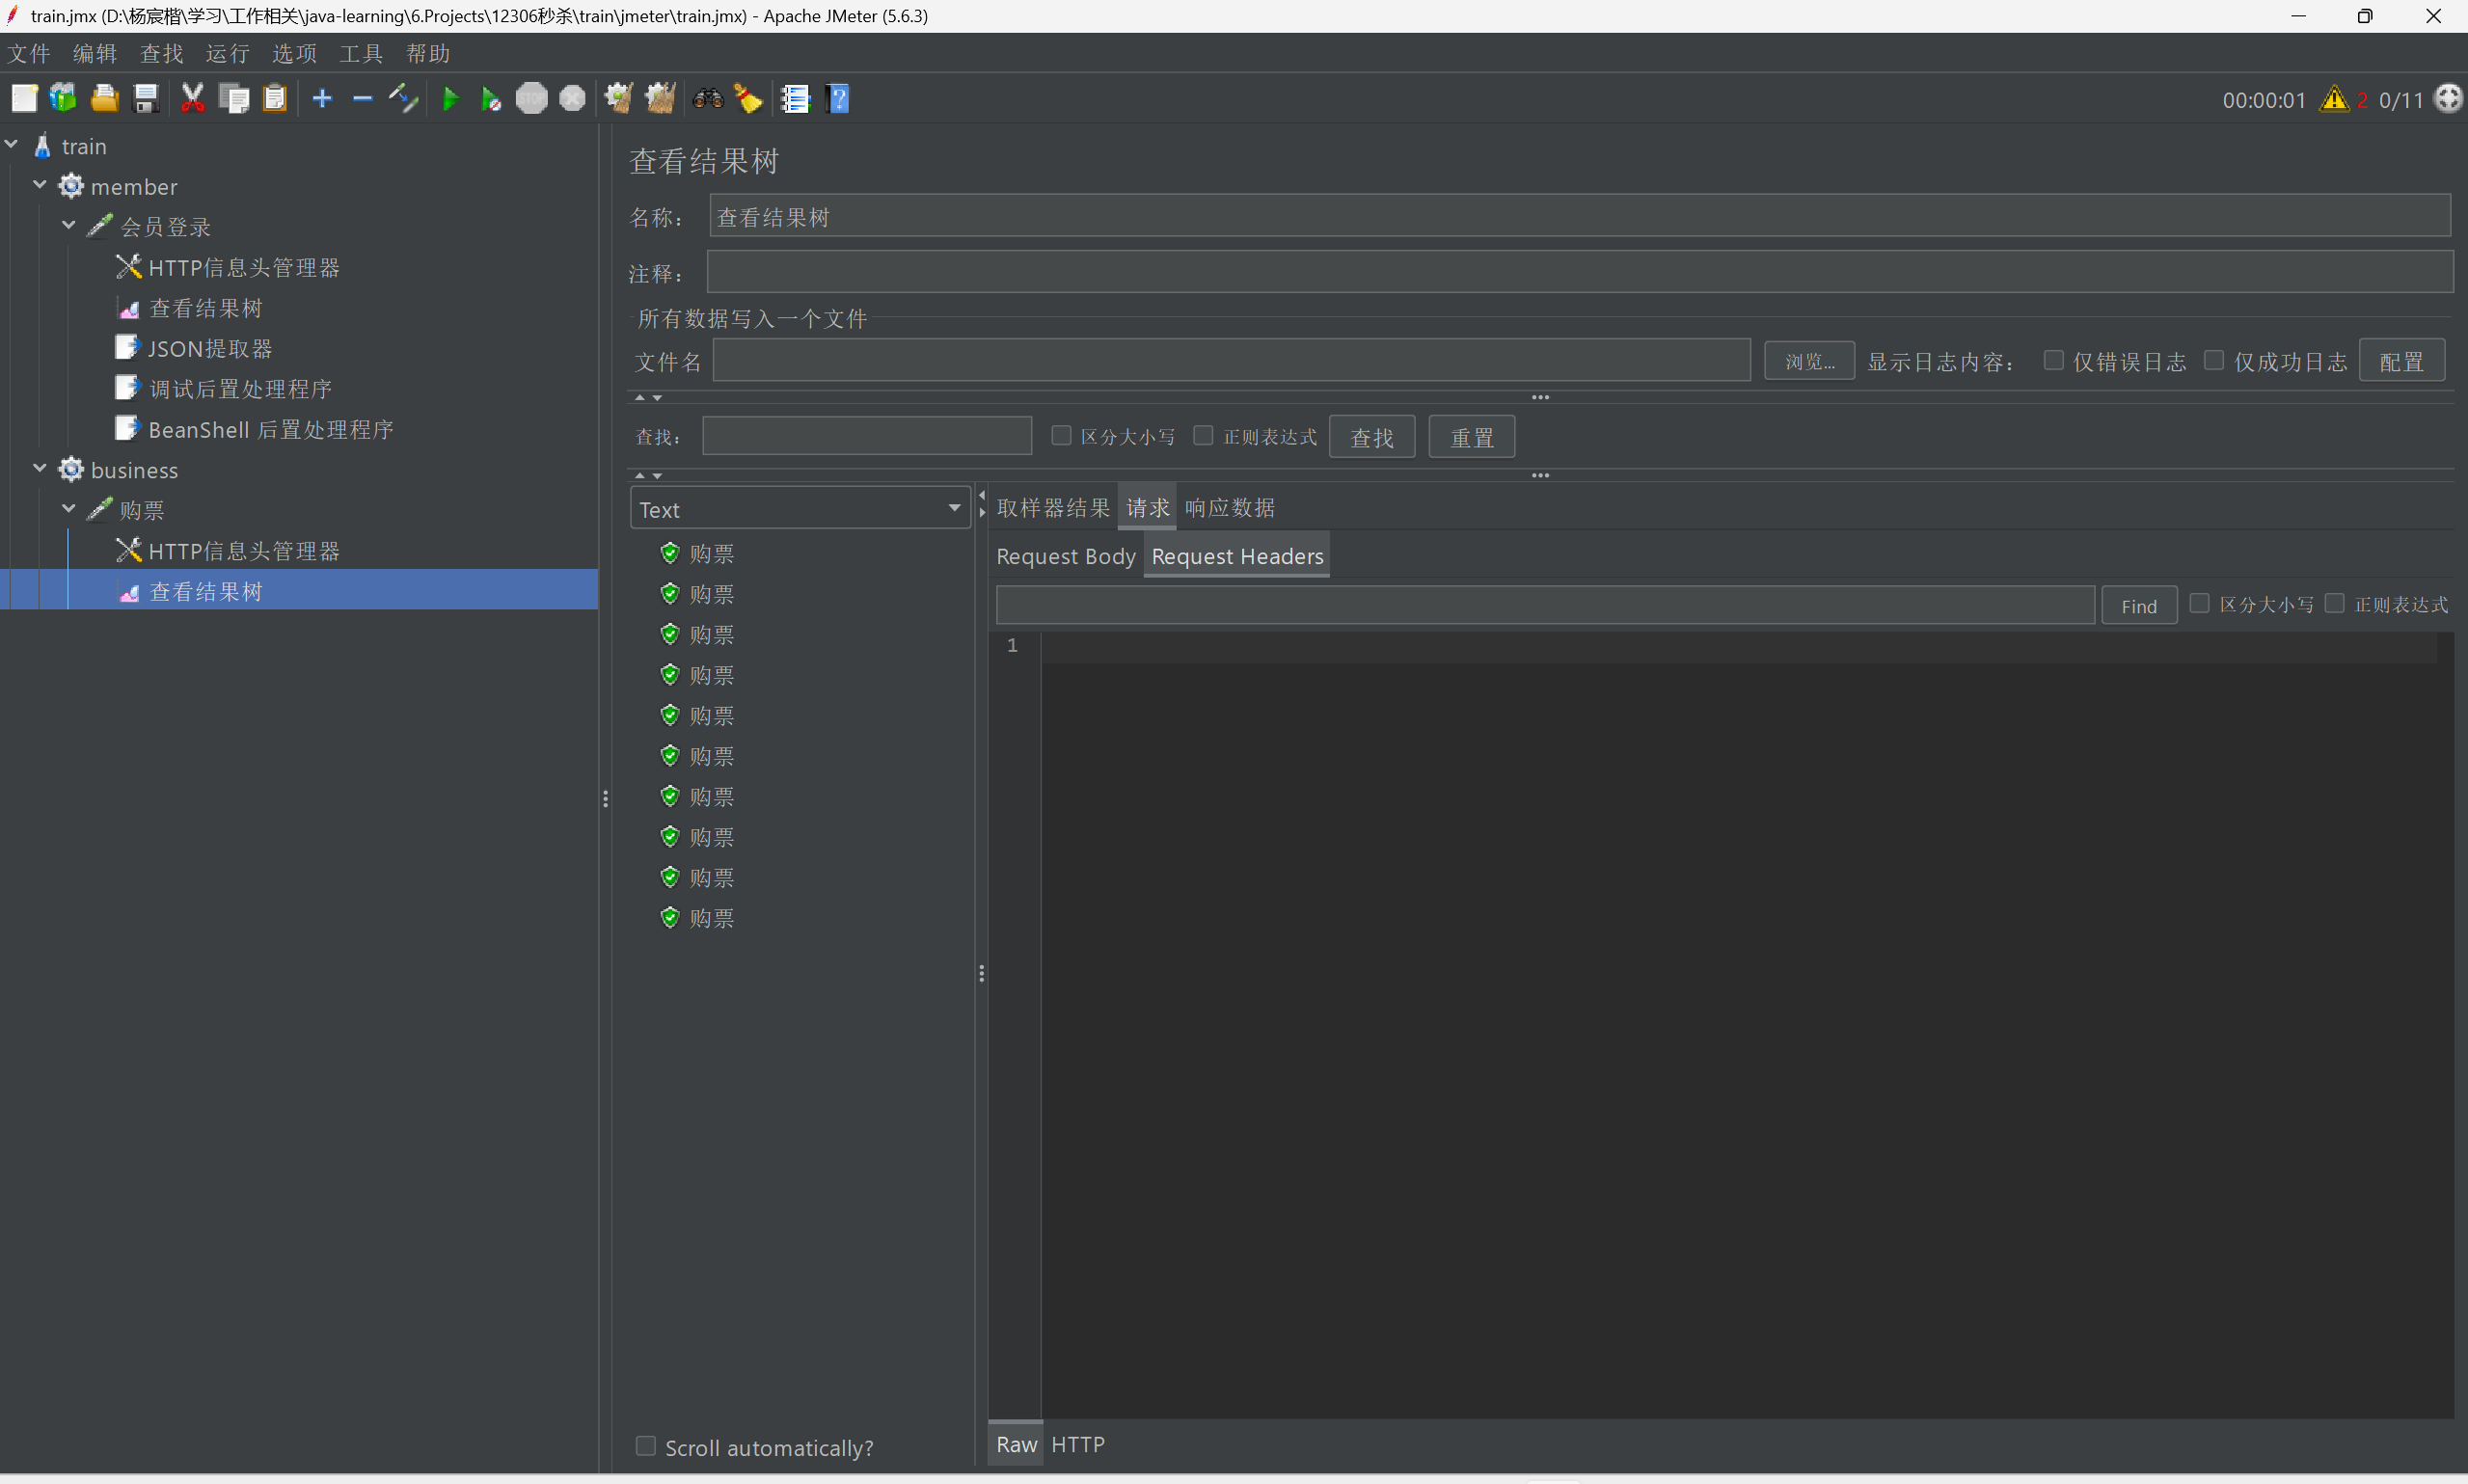 train.jmx (D:\杨宸楷\学习\工作相关\java-learning\6.Projects\12306秒杀\train\jmeter\train.jmx) - Apache JMeter (5.6.3)
文件 编辑 查找 运行 选项 工具 帮助
STOP
00:00:01 2 0/11
train
member
会员登录
HTTP信息头管理器
查看结果树
JSON提取器
调试后置处理程序
BeanShell 后置处理程序
business
购票
HTTP信息头管理器
查看结果树
查看结果树
名称： 查看结果树
注释：
所有数据写入一个文件
文件名 浏览... 显示日志内容： 仅错误日志 仅成功日志 配置
查找： 区分大小写 正则表达式 查找 重置
Text
购票
购票
购票
购票
购票
购票
购票
购票
购票
购票
Scroll automatically?
取样器结果 请求 响应数据
Request Body Request Headers
Find 区分大小写 正则表达式
1
Raw HTTP